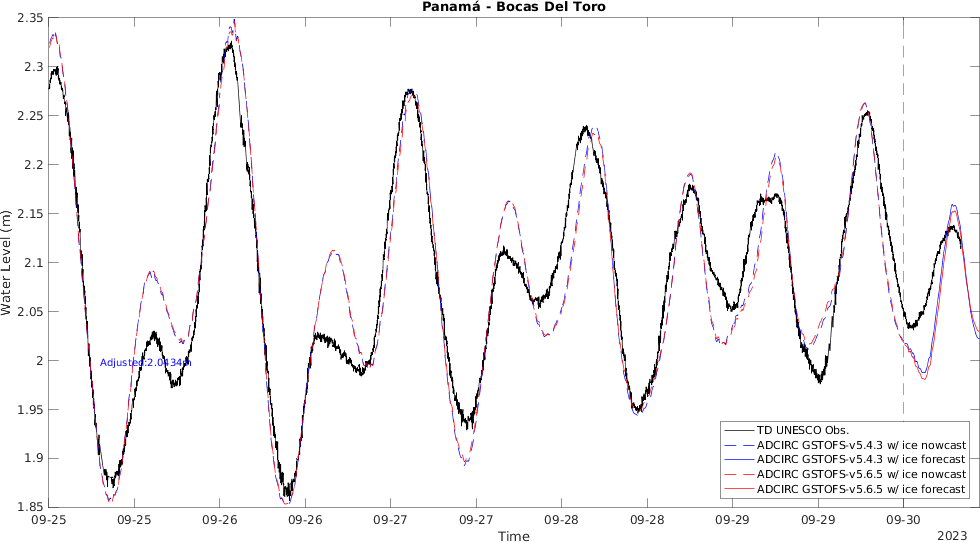 Panamá - Bocas Del Toro
2.35
2.3
2.25
2.2
2.15
2.1
2.05
2
1.95
1.9
1.85
Water Level (m)
Adjusted:2.0434m
TD UNESCO Obs.
ADCIRC GSTOFS-v5.4.3 w/ ice nowcast
ADCIRC GSTOFS-v5.4.3 w/ ice forecast
ADCIRC GSTOFS-v5.6.5 w/ ice nowcast
ADCIRC GSTOFS-v5.6.5 w/ ice forecast
09-25 09-25 09-26 09-26 09-27 09-27 09-28 09-28 09-29 09-29 09-30
Time
2023